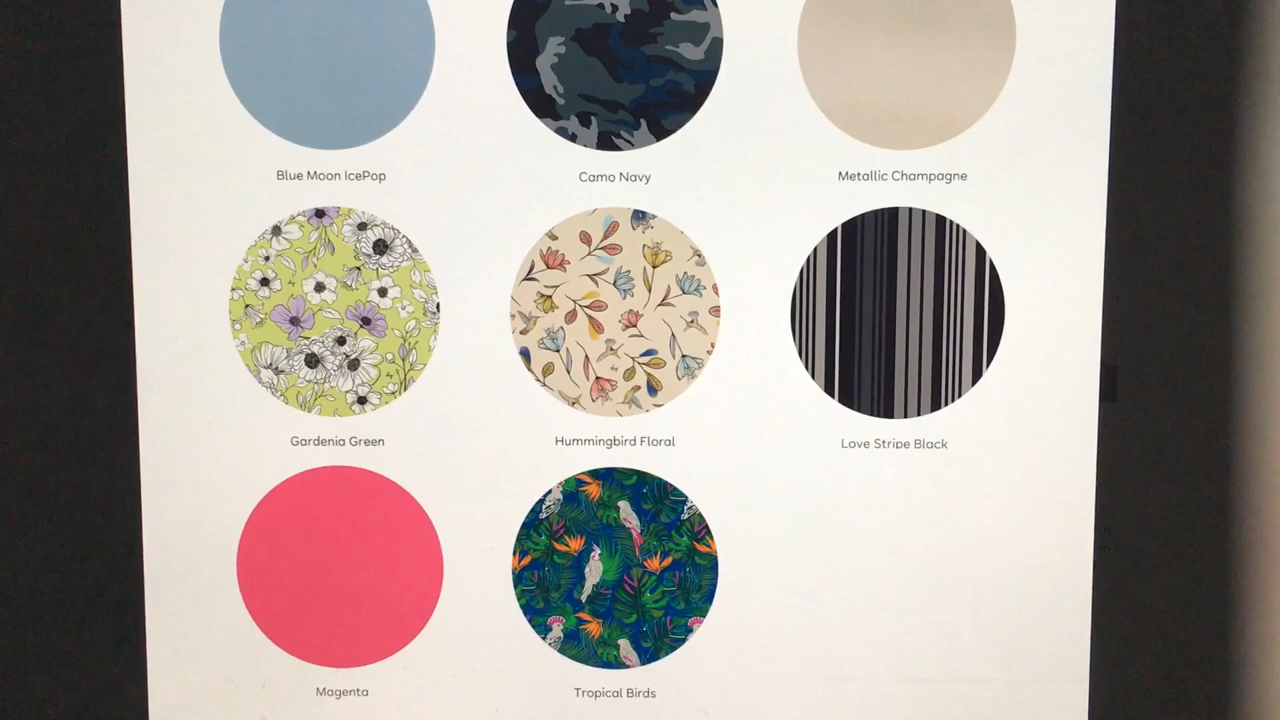 Blue Moon IcePop
Camo Navy
Metallic Champagne
Gardenia Green
Hummingbird Floral
Love Stripe Black
Magenta
Tropical Birds